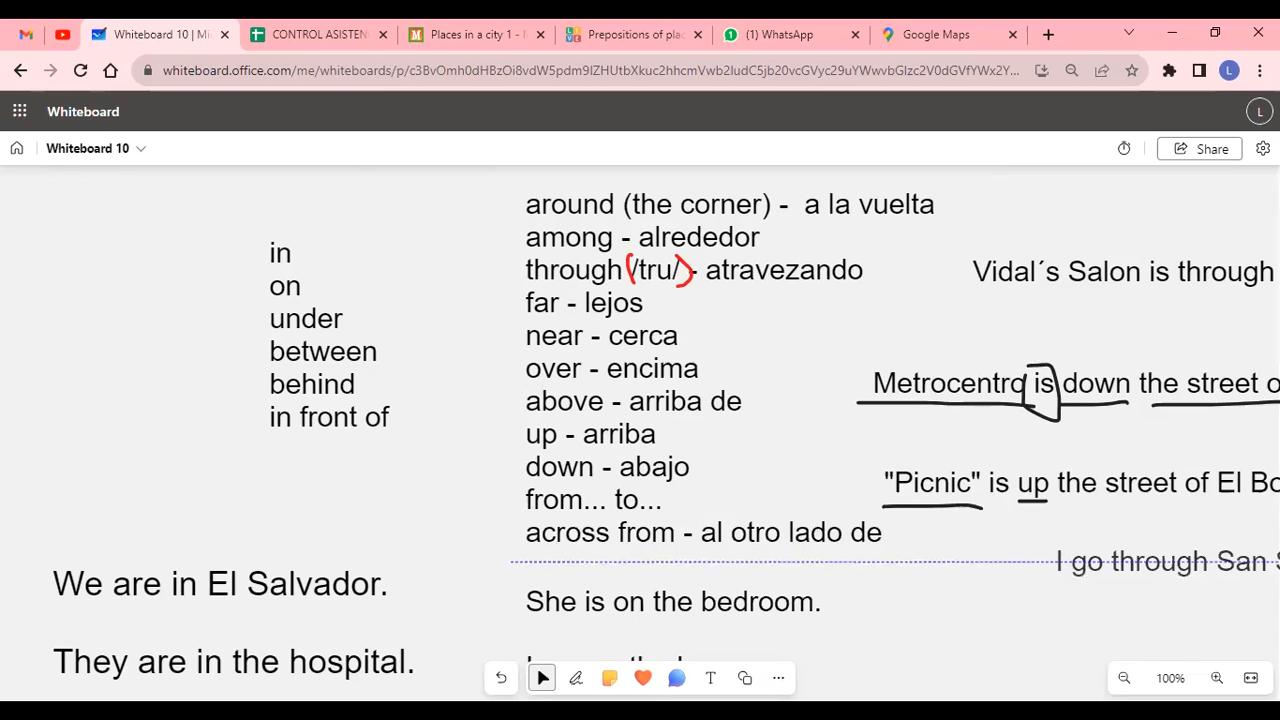 Whiteboard 10 | Mi
CONTROL ASISTEN
Places in a city 1 -
Prepositions of pla
(1) WhatsApp
Google Maps
whiteboard.office.com/me/whiteboards/p/
Whiteboard
L
Whiteboard 10
Share
in
on
under
between
behind
in front of
around (the corner) - a la vuelta
among - alrededor
through (/tru/) - atravezando
far - lejos
near - cerca
over - encima
above - arriba de
up - arriba
down - abajo
from... to...
across from - al otro lado de
Vidal´s Salon is through
Metrocentro is down the street o
"Picnic" is up the street of El Bo
I go through San S
We are in El Salvador.
They are in the hospital.
She is on the bedroom.
100%